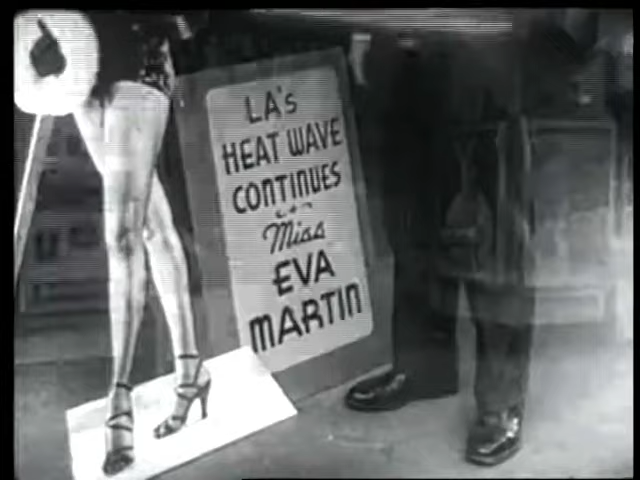 LA's
HEAT WAVE
CONTINUES
Miss
EVA
MARTIN